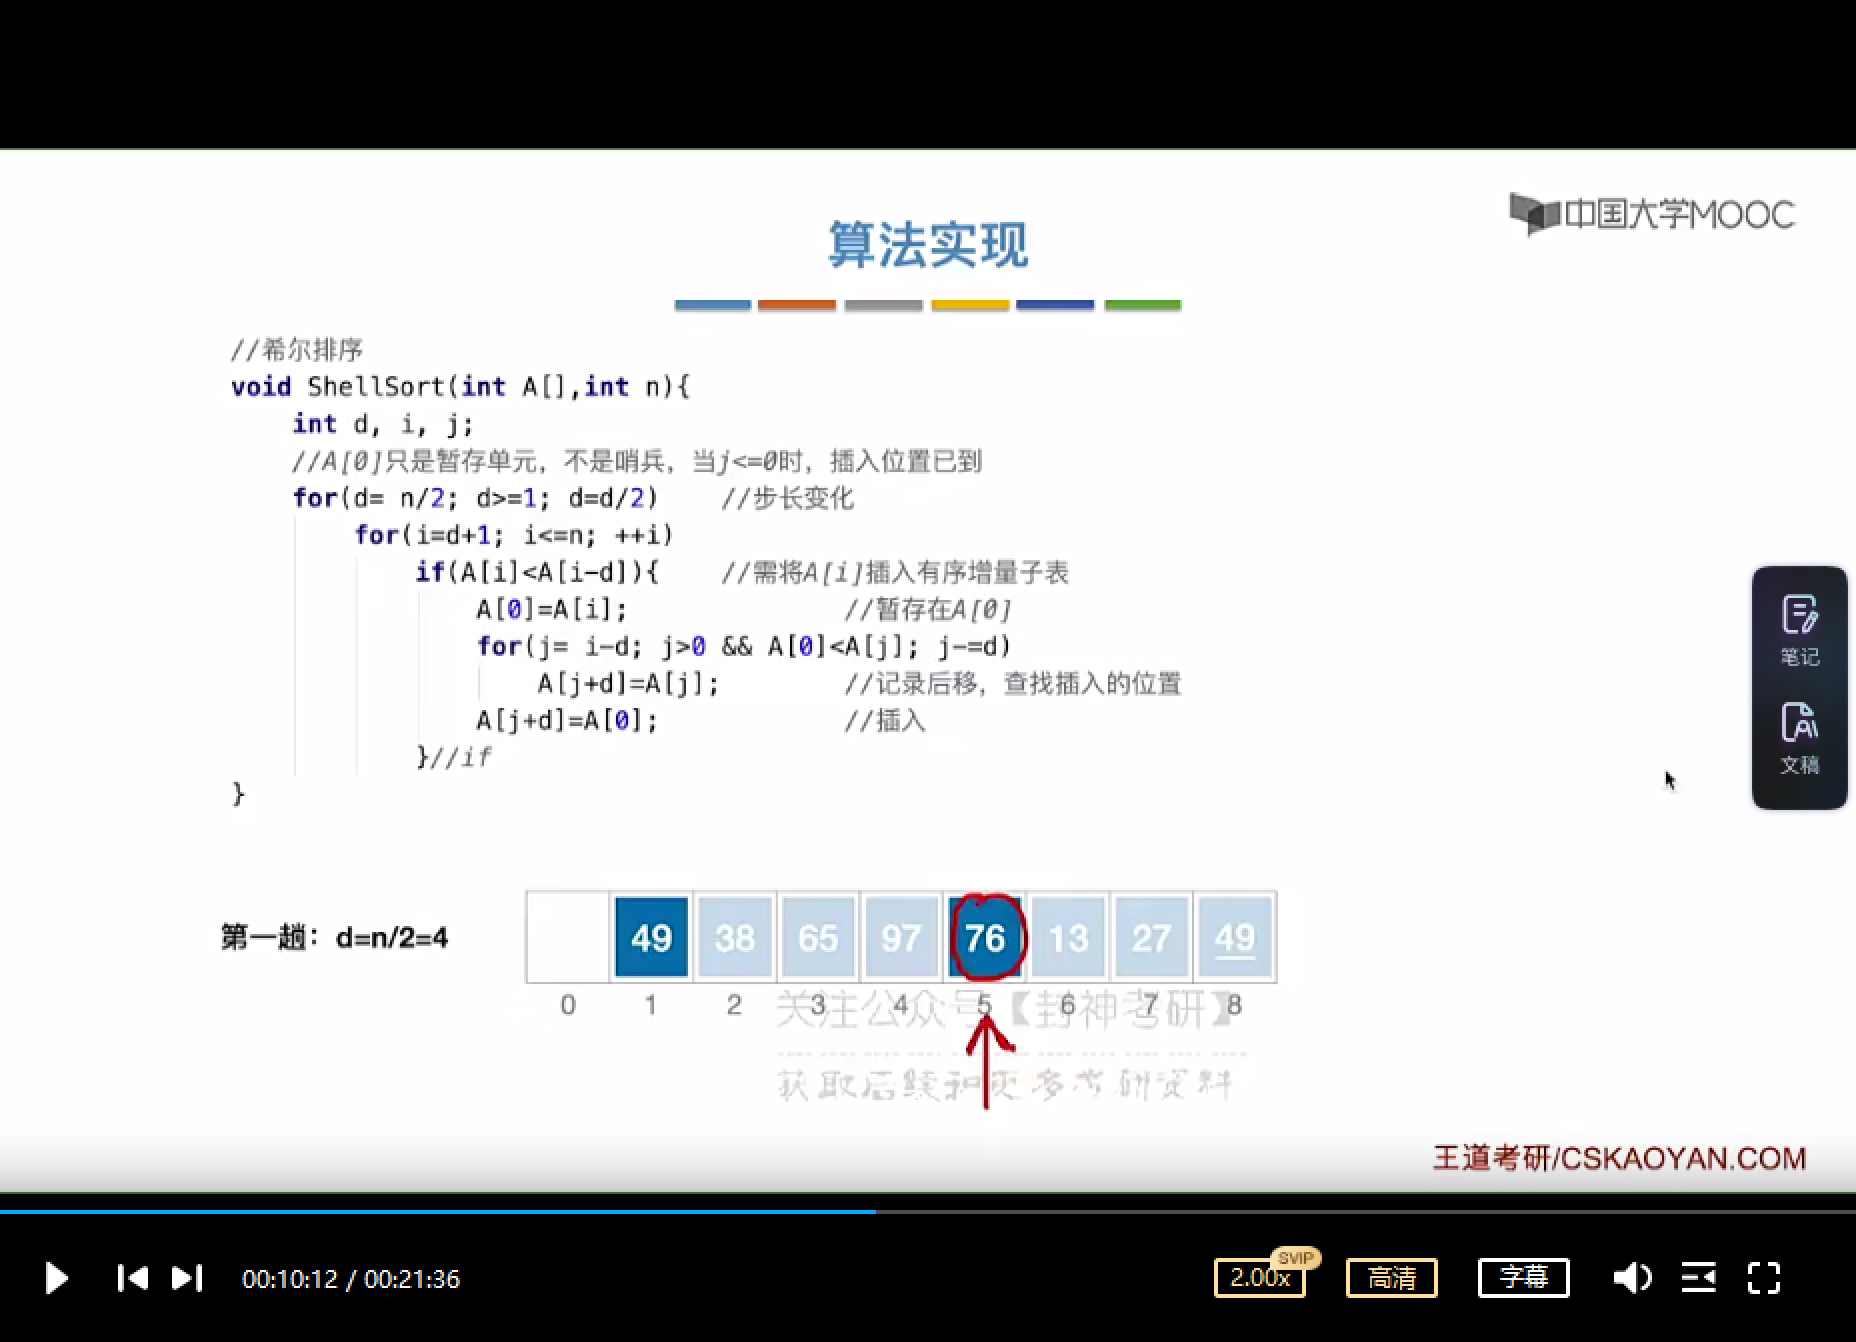 中国大学MOOC
算法实现
//希尔排序
void ShellSort(int A[],int n){
int d, i, j;
//A[0]只是暂存单元，不是哨兵，当j<=0时，插入位置已到
for(d= n/2; d>=1; d=d/2) //步长变化
for(i=d+1; i<=n; ++i)
if(A[i]<A[i-d]){ //需将A[i]插入有序增量子表
A[0]=A[i]; //暂存在A[0]
for(j= i-d; j>0 && A[0]<A[j]; j-=d)
A[j+d]=A[j]; //记录后移，查找插入的位置
A[j+d]=A[0]; //插入
}//if
}
笔记
文稿
第一趟：d=n/2=4
49 38 65 97 76 13 27 49
0 1 2 3 4 5 6 7 8
关注公众号【封神考研】
获取后续和更多考研资料
王道考研/CSKAOYAN.COM
00:10:12 / 00:21:36
SVIP
2.00x 高清 字幕